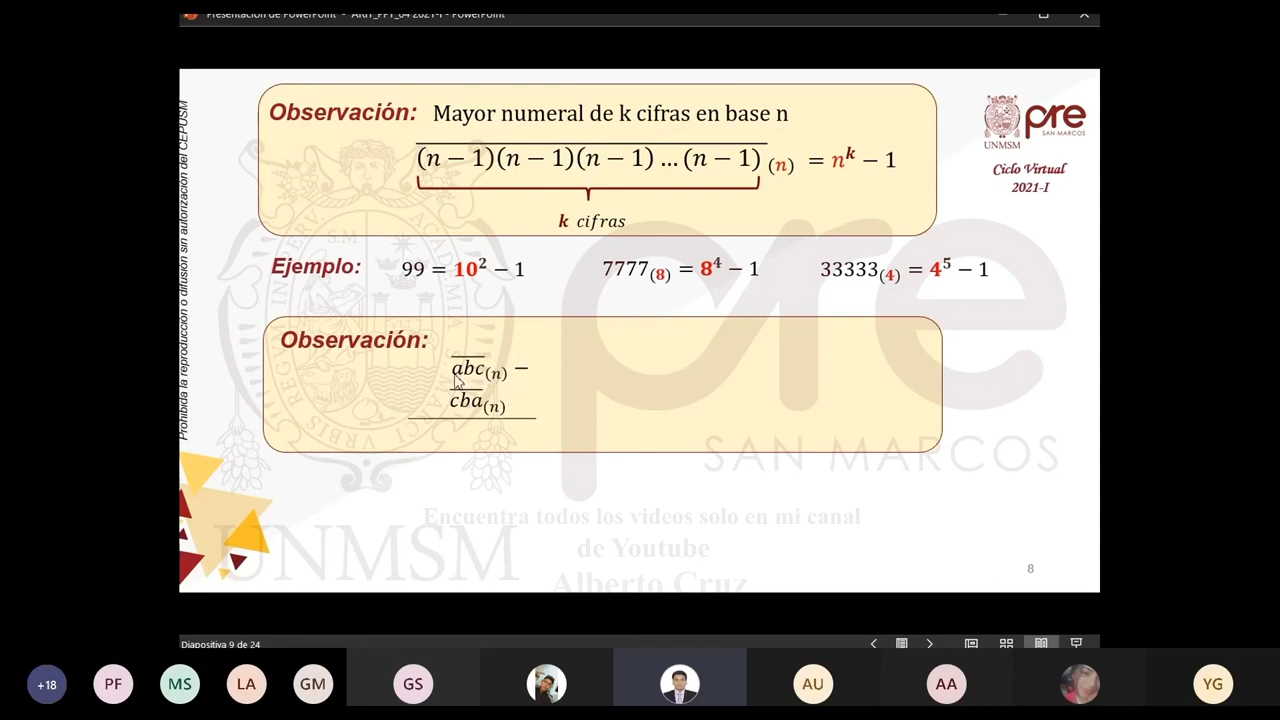 Presentación de PowerPoint - ARIT_PPT_04 2021-I - PowerPoint
Prohibida la reproducción o difusión sin autorización del CEPUSM
Observación: Mayor numeral de k cifras en base n
(n − 1)(n − 1)(n − 1) … (n − 1) (n) = n^k − 1
k cifras
UNMSM
pre
SAN MARCOS
Ciclo Virtual
2021-I
Ejemplo: 99 = 10² − 1 7777(8) = 8⁴ − 1 33333(4) = 4⁵ − 1
Observación:
abc(n) −
cba(n)
pre
SAN MARCOS
UNMSM
Encuentra todos los videos solo en mi canal
de Youtube
Alberto Cruz
8
Diapositiva 9 de 24
+18 PF MS LA GM GS AU AA YG